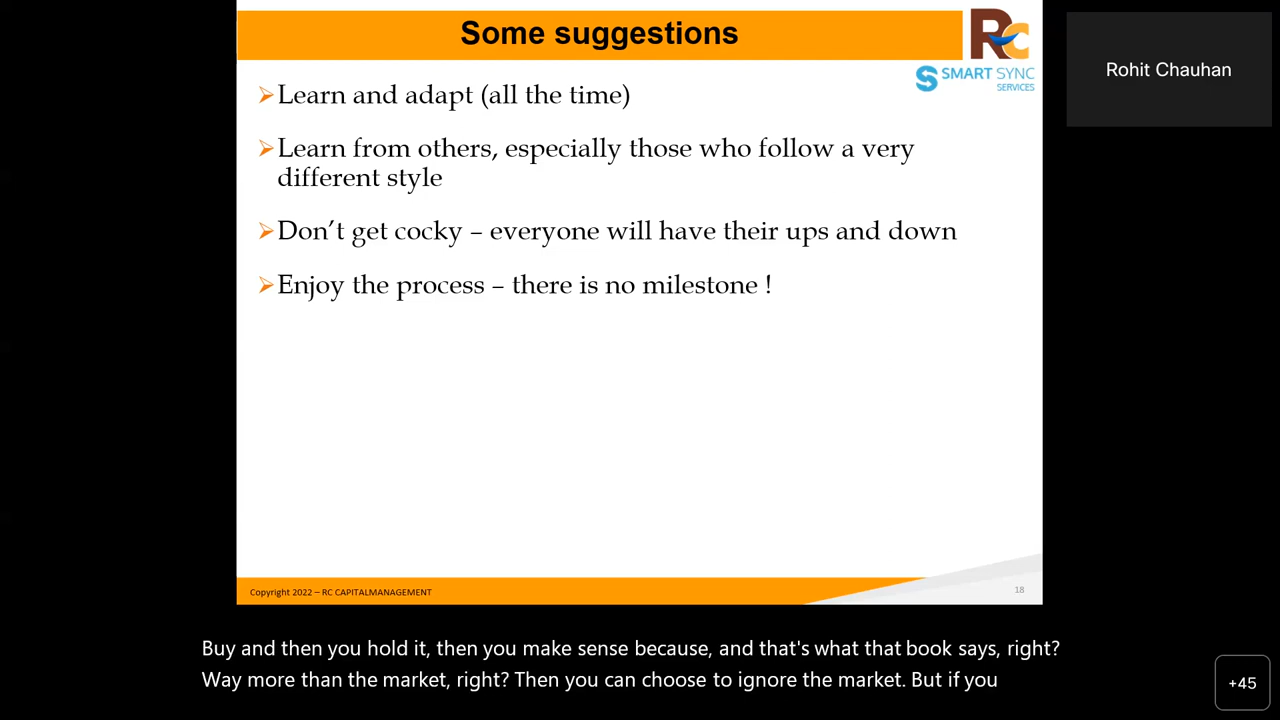 Some suggestions
RC
SMART SYNC
SERVICES
Rohit Chauhan
➢Learn and adapt (all the time)
➢Learn from others, especially those who follow a very
different style
➢Don’t get cocky – everyone will have their ups and down
➢Enjoy the process – there is no milestone !
Copyright 2022 – RC CAPITALMANAGEMENT
18
Buy and then you hold it, then you make sense because, and that's what that book says, right?
Way more than the market, right? Then you can choose to ignore the market. But if you
+45